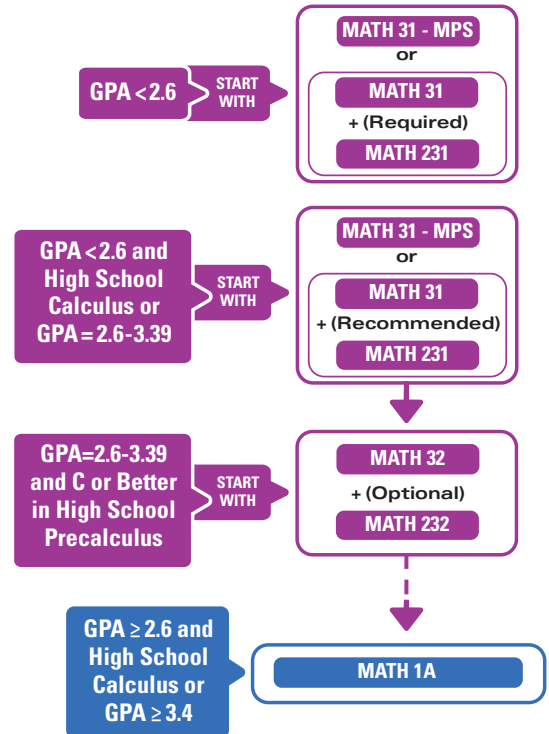 GPA <2.6
START
WITH
MATH 31 - MPS
or
MATH 31
+ (Required)
MATH 231
GPA <2.6 and
High School
Calculus or
GPA = 2.6-3.39
START
WITH
MATH 31 - MPS
or
MATH 31
+ (Recommended)
MATH 231
GPA=2.6-3.39
and C or Better
in High School
Precalculus
START
WITH
MATH 32
+ (Optional)
MATH 232
GPA ≥ 2.6 and
High School
Calculus or
GPA ≥ 3.4
MATH 1A